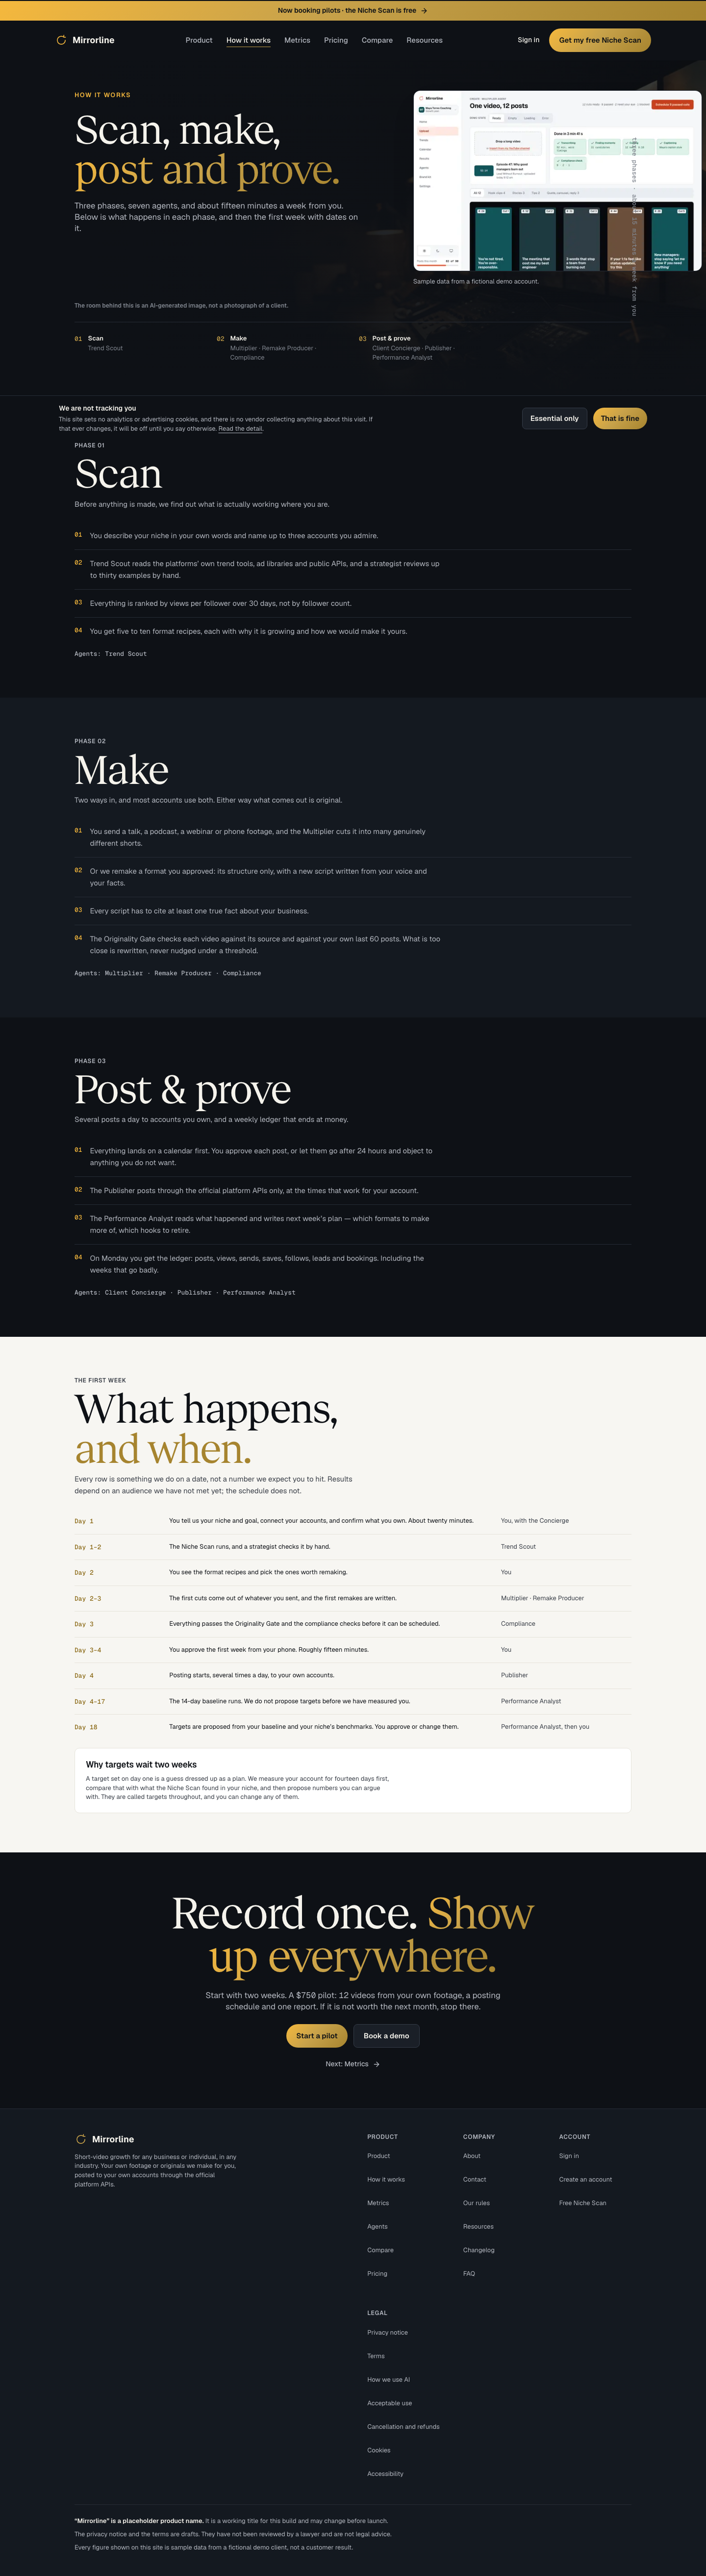 Now booking pilots · the Niche Scan is free →
Mirrorline
Product
How it works
Metrics
Pricing
Compare
Resources
Sign in
Get my free Niche Scan
HOW IT WORKS
Scan, make,
post and prove.
Three phases, seven agents, and about fifteen minutes a week from you.
Below is what happens in each phase, and then the first week with dates on
it.
Mirrorline
One video, 12 posts
Done in 3 min 41 s
Sample data from a fictional demo account.
The room behind this is an AI-generated image, not a photograph of a client.
01 Scan
Trend Scout
02 Make
Multiplier · Remake Producer ·
Compliance
03 Post & prove
Client Concierge · Publisher ·
Performance Analyst
We are not tracking you
This site sets no analytics or advertising cookies, and there is no vendor collecting anything about this visit. If
that ever changes, it will be off until you say otherwise. Read the detail.
Essential only
That is fine
PHASE 01
Scan
Before anything is made, we find out what is actually working where you are.
01 You describe your niche in your own words and name up to three accounts you admire.
02 Trend Scout reads the platforms' own trend tools, ad libraries and public APIs, and a strategist reviews up
to thirty examples by hand.
03 Everything is ranked by views per follower over 30 days, not by follower count.
04 You get five to ten format recipes, each with why it is growing and how we would make it yours.
Agents: Trend Scout
PHASE 02
Make
Two ways in, and most accounts use both. Either way what comes out is original.
01 You send a talk, a podcast, a webinar or phone footage, and the Multiplier cuts it into many genuinely
different shorts.
02 Or we remake a format you approved: its structure only, with a new script written from your voice and
your facts.
03 Every script has to cite at least one true fact about your business.
04 The Originality Gate checks each video against its source and against your own last 60 posts. What is too
close is rewritten, never nudged under a threshold.
Agents: Multiplier · Remake Producer · Compliance
PHASE 03
Post & prove
Several posts a day to accounts you own, and a weekly ledger that ends at money.
01 Everything lands on a calendar first. You approve each post, or let them go after 24 hours and object to
anything you do not want.
02 The Publisher posts through the official platform APIs only, at the times that work for your account.
03 The Performance Analyst reads what happened and writes next week's plan — which formats to make
more of, which hooks to retire.
04 On Monday you get the ledger: posts, views, sends, saves, follows, leads and bookings. Including the
weeks that go badly.
Agents: Client Concierge · Publisher · Performance Analyst
THE FIRST WEEK
What happens,
and when.
Every row is something we do on a date, not a number we expect you to hit. Results
depend on an audience we have not met yet; the schedule does not.
Day 1 You tell us your niche and goal, connect your accounts, and confirm what you own. About twenty minutes. You, with the Concierge
Day 1–2 The Niche Scan runs, and a strategist checks it by hand. Trend Scout
Day 2 You see the format recipes and pick the ones worth remaking. You
Day 2–3 The first cuts come out of whatever you sent, and the first remakes are written. Multiplier · Remake Producer
Day 3 Everything passes the Originality Gate and the compliance checks before it can be scheduled. Compliance
Day 3–4 You approve the first week from your phone. Roughly fifteen minutes. You
Day 4 Posting starts, several times a day, to your own accounts. Publisher
Day 4–17 The 14-day baseline runs. We do not propose targets before we have measured you. Performance Analyst
Day 18 Targets are proposed from your baseline and your niche's benchmarks. You approve or change them. Performance Analyst, then you
Why targets wait two weeks
A target set on day one is a guess dressed up as a plan. We measure your account for fourteen days first,
compare that with what the Niche Scan found in your niche, and then propose numbers you can argue
with. They are called targets throughout, and you can change any of them.
Record once. Show
up everywhere.
Start with two weeks. A $750 pilot: 12 videos from your own footage, a posting
schedule and one report. If it is not worth the next month, stop there.
Start a pilot
Book a demo
Next: Metrics →
Mirrorline
Short-video growth for any business or individual, in any
industry. Your own footage or originals we make for you,
posted to your own accounts through the official
platform APIs.
PRODUCT
Product
How it works
Metrics
Agents
Compare
Pricing
COMPANY
About
Contact
Our rules
Resources
Changelog
FAQ
ACCOUNT
Sign in
Create an account
Free Niche Scan
LEGAL
Privacy notice
Terms
How we use AI
Acceptable use
Cancellation and refunds
Cookies
Accessibility
"Mirrorline" is a placeholder product name. It is a working title for this build and may change before launch.
The privacy notice and the terms are drafts. They have not been reviewed by a lawyer and are not legal advice.
Every figure shown on this site is sample data from a fictional demo client, not a customer result.